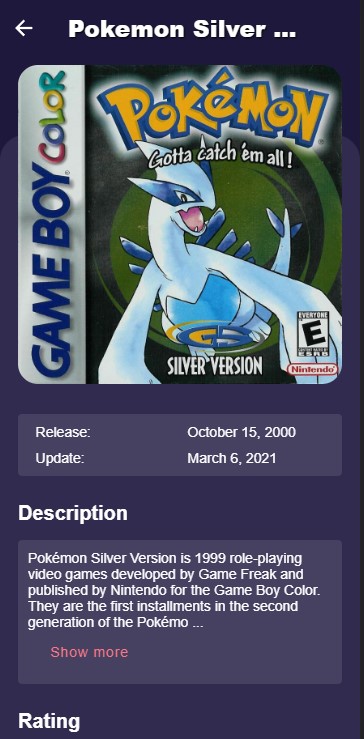 Pokemon Silver ...
GAME BOY COLOR
POKéMON
Gotta catch 'em all!
GS
SILVER VERSION
EVERYONE
E
ESRB
Nintendo
Release: October 15, 2000
Update: March 6, 2021
Description
Pokémon Silver Version is 1999 role-playing
video games developed by Game Freak and
published by Nintendo for the Game Boy Color.
They are the first installments in the second
generation of the Pokémo ...
Show more
Rating